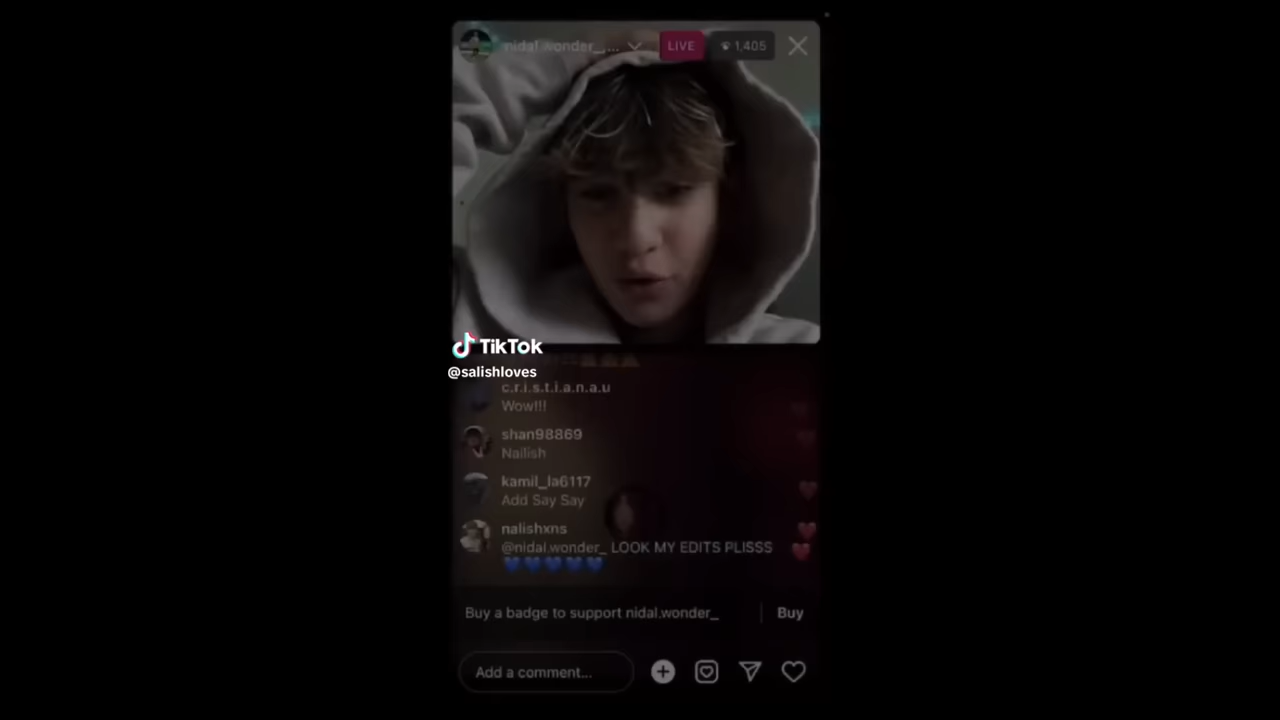 nidal.wonder_,...
LIVE
1,405
TikTok
@salishloves
c.r.i.s.t.i.a.n.a.u
Wow!!!
shan98869
Nailish
kamil_la6117
Add Say Say
nalishxns
@nidal.wonder_ LOOK MY EDITS PLISSS
💙💙💙💙💙
Buy a badge to support nidal.wonder_
Buy
Add a comment...